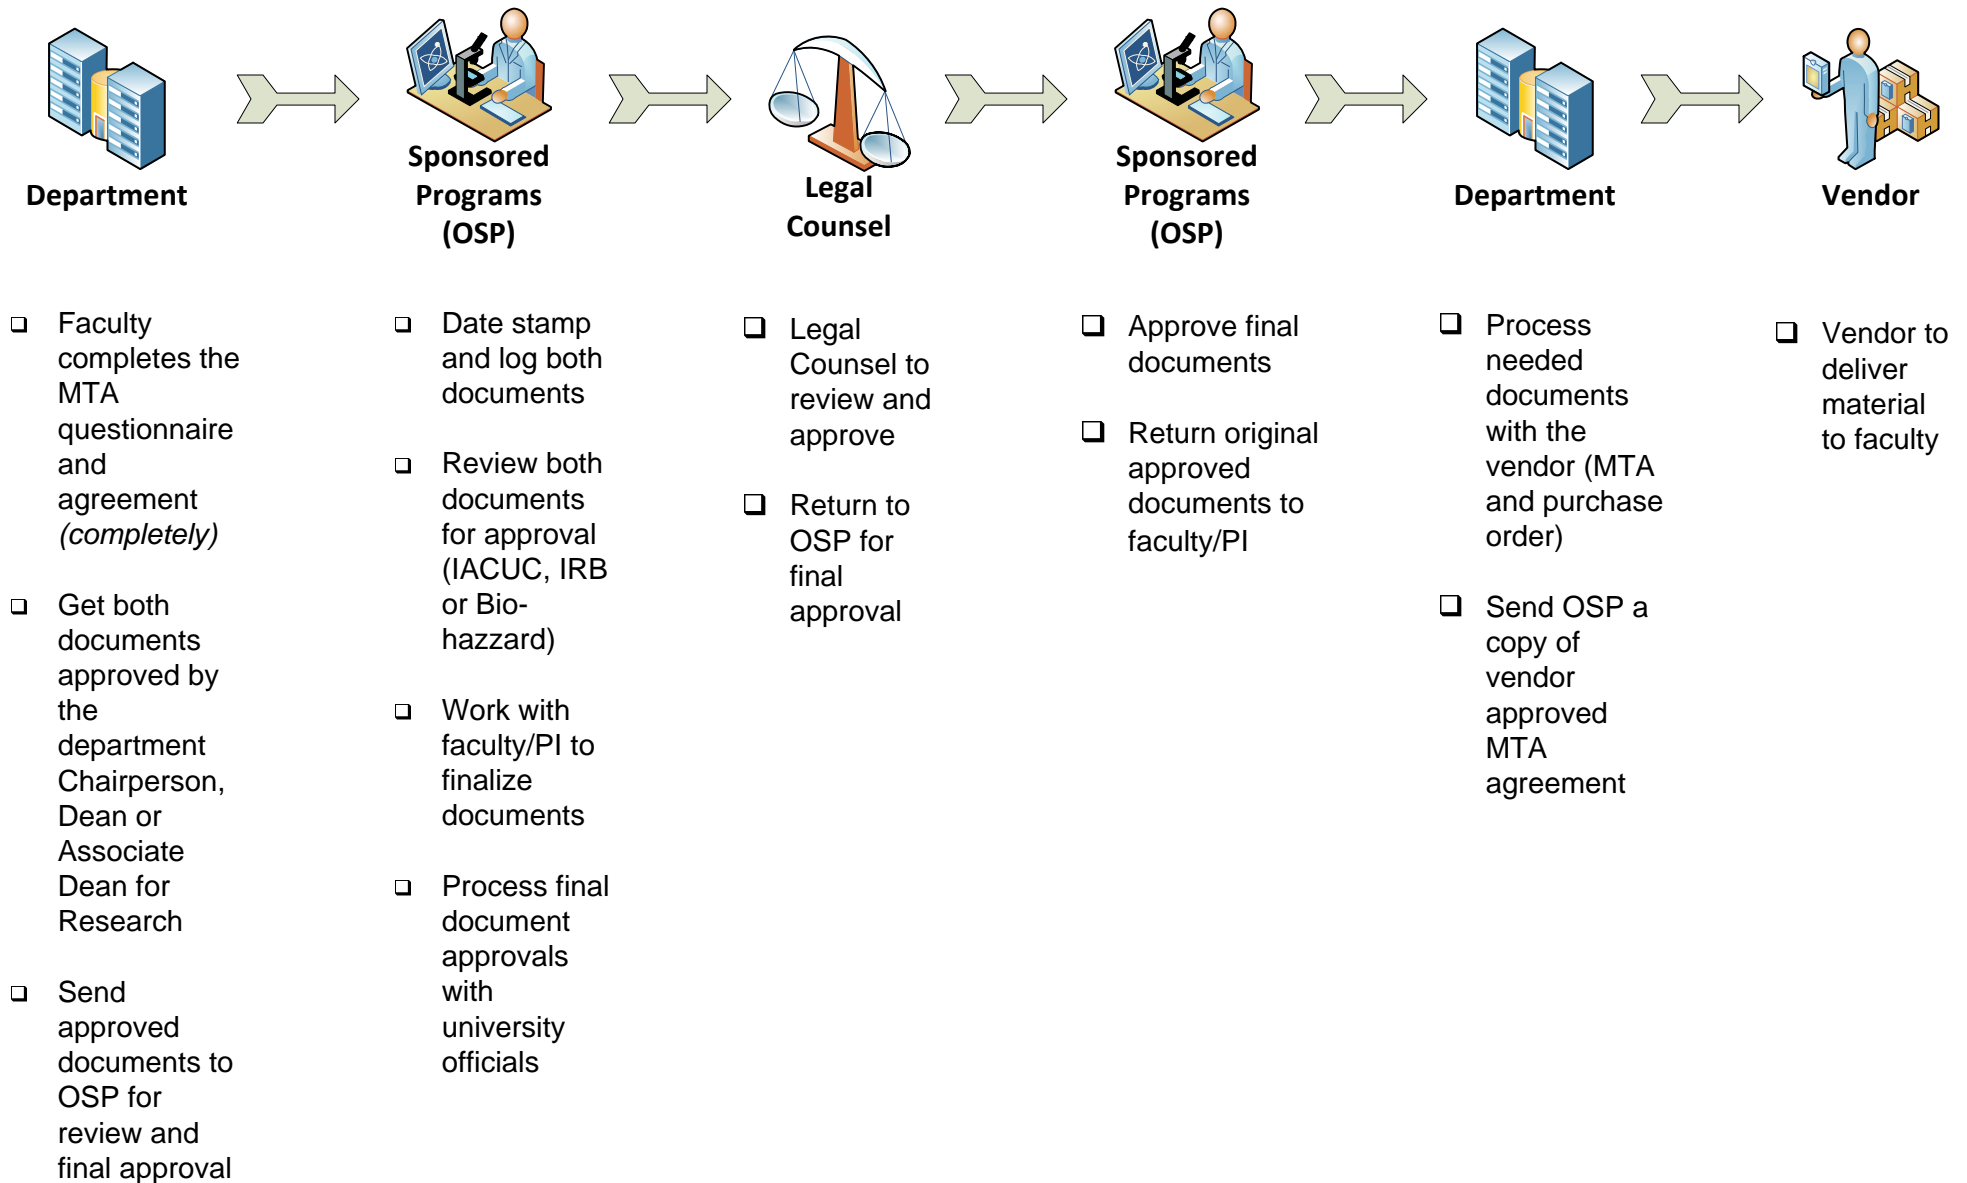 Department
Sponsored
Programs
(OSP)
Legal
Counsel
Sponsored
Programs
(OSP)
Department
Vendor
Faculty
completes the
MTA
questionnaire
and
agreement
(completely)
Get both
documents
approved by
the
department
Chairperson,
Dean or
Associate
Dean for
Research
Send
approved
documents to
OSP for
review and
final approval
Date stamp
and log both
documents
Review both
documents
for approval
(IACUC, IRB
or Bio-
hazzard)
Work with
faculty/PI to
finalize
documents
Process final
document
approvals
with
university
officials
Legal
Counsel to
review and
approve
Return to
OSP for
final
approval
Approve final
documents
Return original
approved
documents to
faculty/PI
Process
needed
documents
with the
vendor (MTA
and purchase
order)
Send OSP a
copy of
vendor
approved
MTA
agreement
Vendor to
deliver
material
to faculty